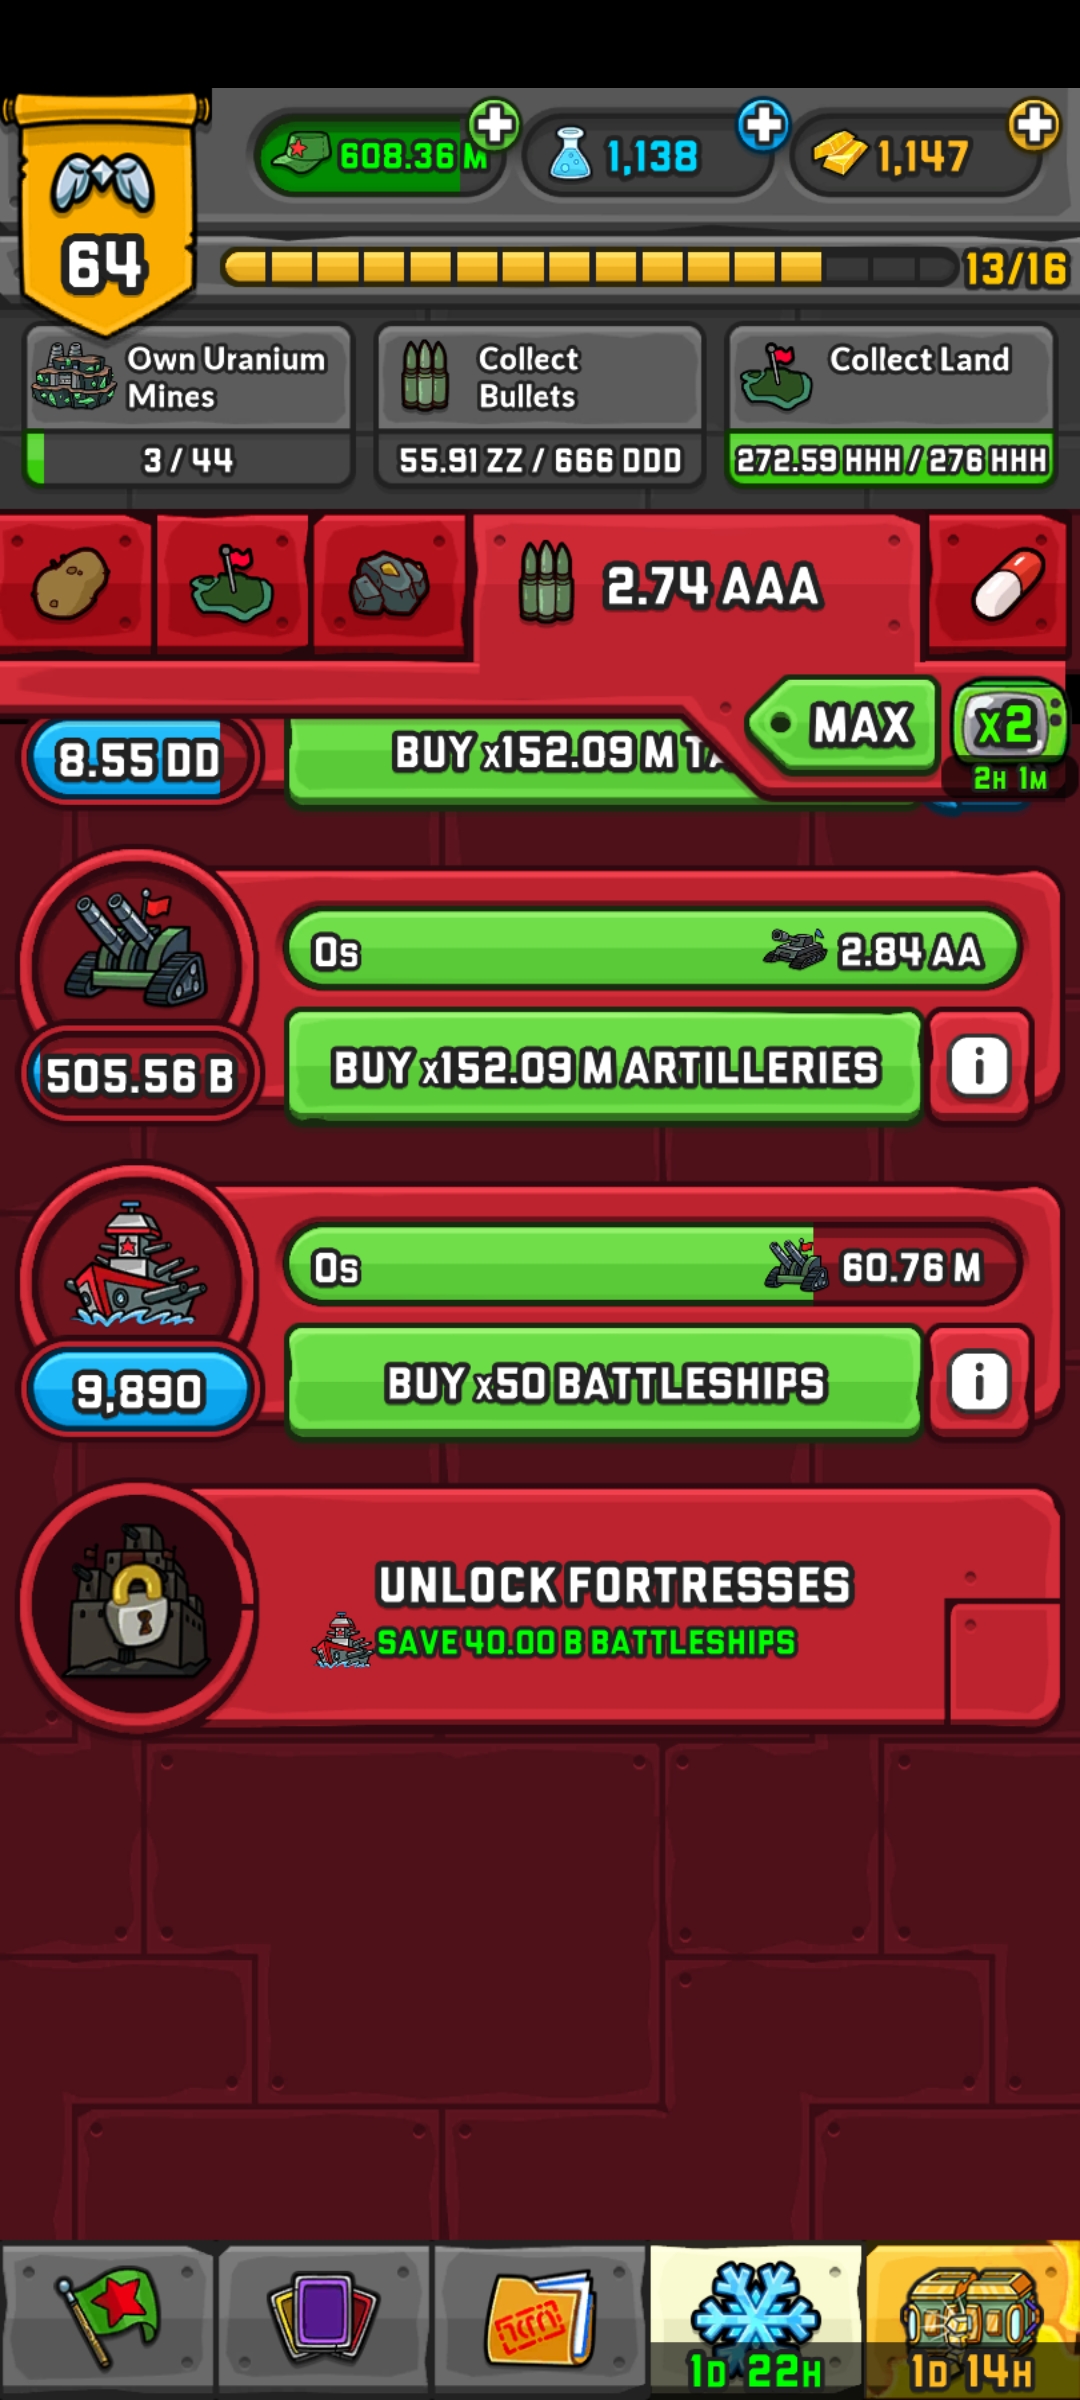 608.36 M
1,138
1,147
64
13/16
Own Uranium
Mines
3 / 44
Collect
Bullets
55.91 ZZ / 666 DDD
Collect Land
272.59 HHH / 276 HHH
2.74 AAA
MAX
x2
2H 1M
8.55 DD
BUY x152.09 M TA
0s
2.84 AA
505.56 B
BUY x152.09 M ARTILLERIES
i
0s
60.76 M
9,890
BUY x50 BATTLESHIPS
i
UNLOCK FORTRESSES
SAVE 40.00 B BATTLESHIPS
1D 22H
1D 14H